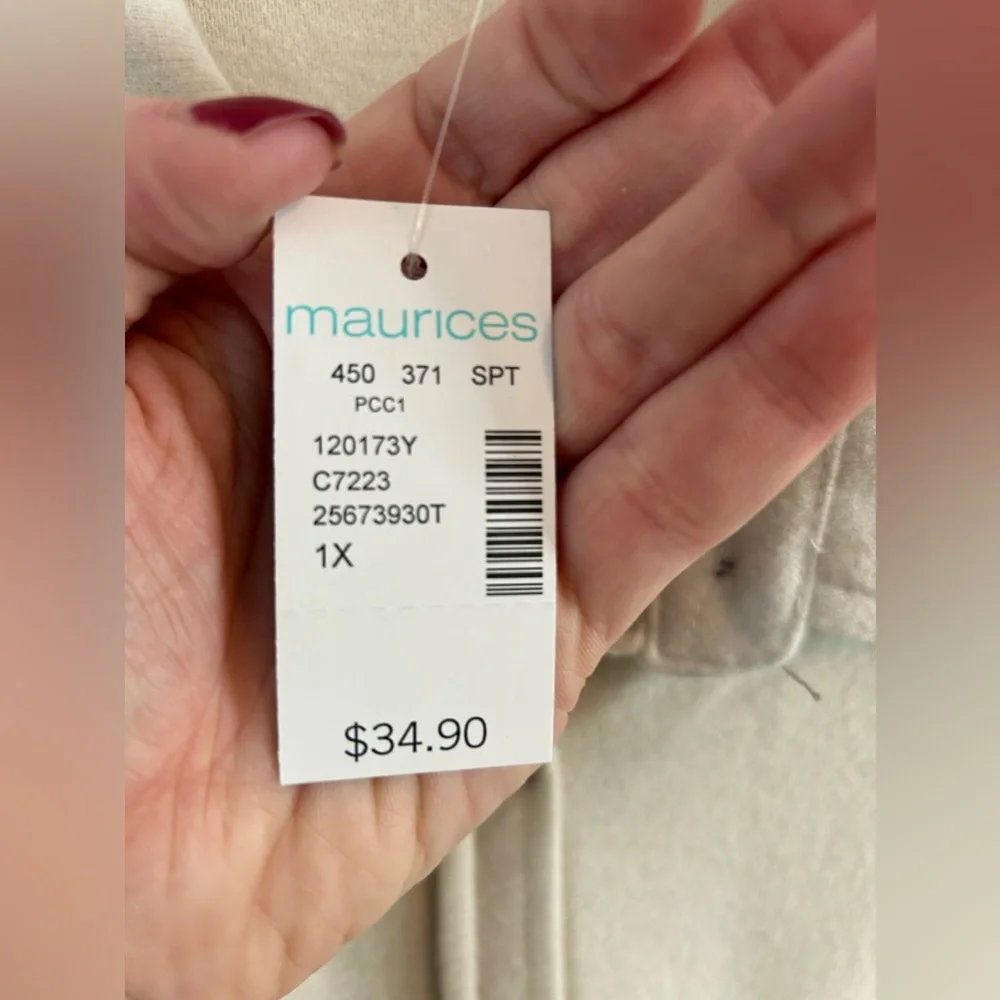 maurices
450 371 SPT
PCC1
120173Y
C7223
25673930T
1X
$34.90